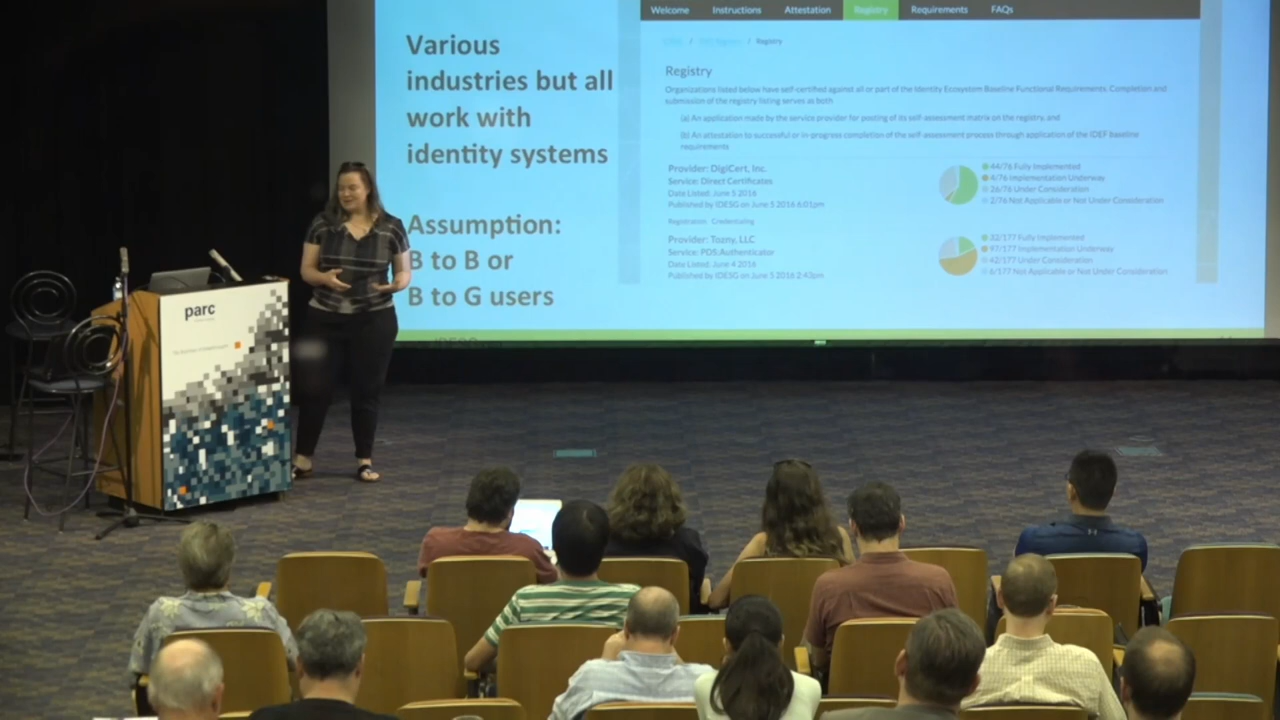 Welcome Instructions Attestation Registry Requirements FAQs
Various
industries but all
work with
identity systems
Assumption:
B to B or
B to G users
/ / Registry
Registry
Organizations listed below have self-certified against all or part of the Identity Ecosystem Baseline Functional Requirements. Completion and
submission of the registry listing serves as both
(a) An application made by the service provider for posting of its self-assessment matrix on the registry, and
(b) An attestation to successful or in-progress completion of the self-assessment process through application of the IDEF baseline
requirements
Provider: DigiCert, Inc.
Service: Direct Certificates
Date Listed: June 5 2016
Published by IDESG on June 5 2016 6:01pm
Registration Credentialing
44/76 Fully Implemented
4/76 Implementation Underway
26/76 Under Consideration
2/76 Not Applicable or Not Under Consideration
Provider: Tozny, LLC
Service: PDS:Authenticator
Date Listed: June 4 2016
Published by IDESG on June 5 2016 2:43pm
32/177 Fully Implemented
97/177 Implementation Underway
42/177 Under Consideration
6/177 Not Applicable or Not Under Consideration
parc